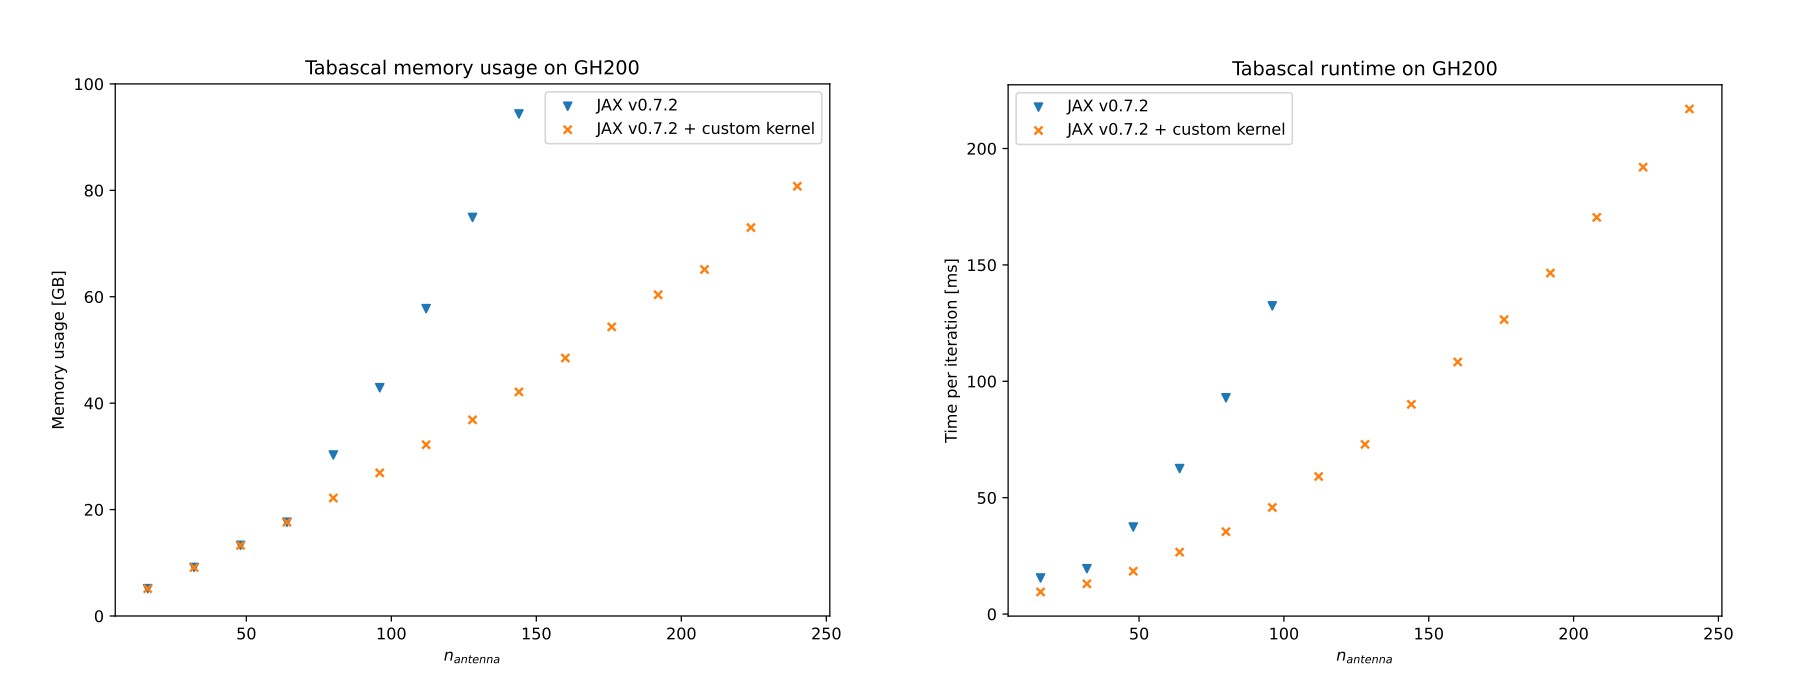 Tabascal memory usage on GH200
JAX v0.7.2
JAX v0.7.2 + custom kernel
Memory usage [GB]
100
80
60
40
20
0
50 100 150 200 250
n_antenna
Tabascal runtime on GH200
JAX v0.7.2
JAX v0.7.2 + custom kernel
Time per iteration [ms]
200
150
100
50
0
50 100 150 200 250
n_antenna